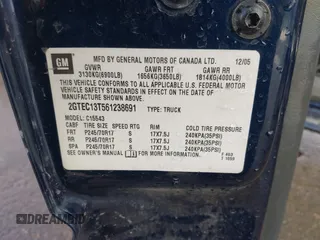 GM
MFD BY GENERAL MOTORS OF CANADA LTD. 12/05
GVWR GAWR FRT GAWR RR
3130KG(6900LB) 1656KG(3650LB) 1814KG(4000LB)
THIS VEHICLE CONFORMS TO ALL APPLICABLE U.S. FEDERAL MOTOR
VEHICLE SAFETY STANDARDS IN EFFECT ON THE DATE OF
MANUFACTURE SHOWN ABOVE.
2GTEC13T561238691 TYPE: TRUCK
MODEL: C15543
TIRE SIZE SPEED RTG RIM COLD TIRE PRESSURE
FRT P245/70R17 S 17X7.5J 240KPA(35PSI)
RR P245/70R17 S 17X7.5J 240KPA(35PSI)
SPA P245/70R17 S 17X7.5J 240KPA(35PSI)
SEE OWNER'S MANUAL FOR MORE INFORMATION.
DREAMBID